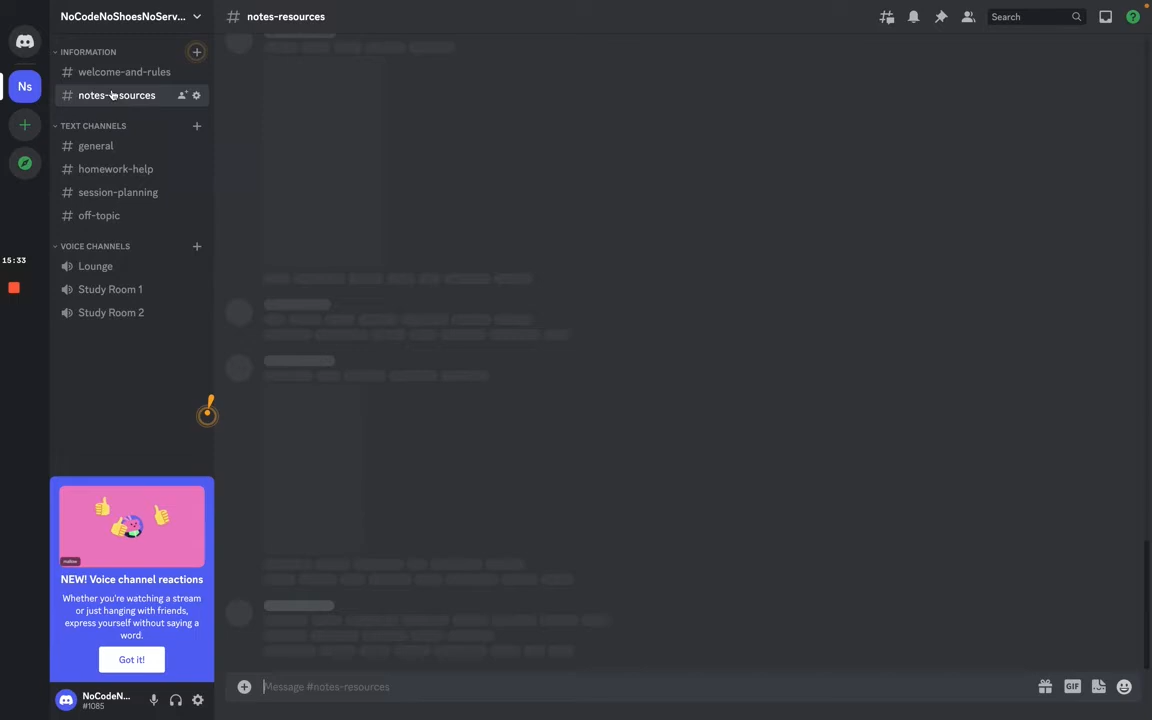 NoCodeNoShoesNoServ...
# notes-resources
Search
?
Ns
INFORMATION
# welcome-and-rules
# notes-resources
TEXT CHANNELS
# general
# homework-help
# session-planning
# off-topic
VOICE CHANNELS
Lounge
Study Room 1
Study Room 2
15:33
NEW! Voice channel reactions
Whether you're watching a stream
or just hanging with friends,
express yourself without saying a
word.
Got it!
NoCodeN...
#1085
Message #notes-resources
GIF